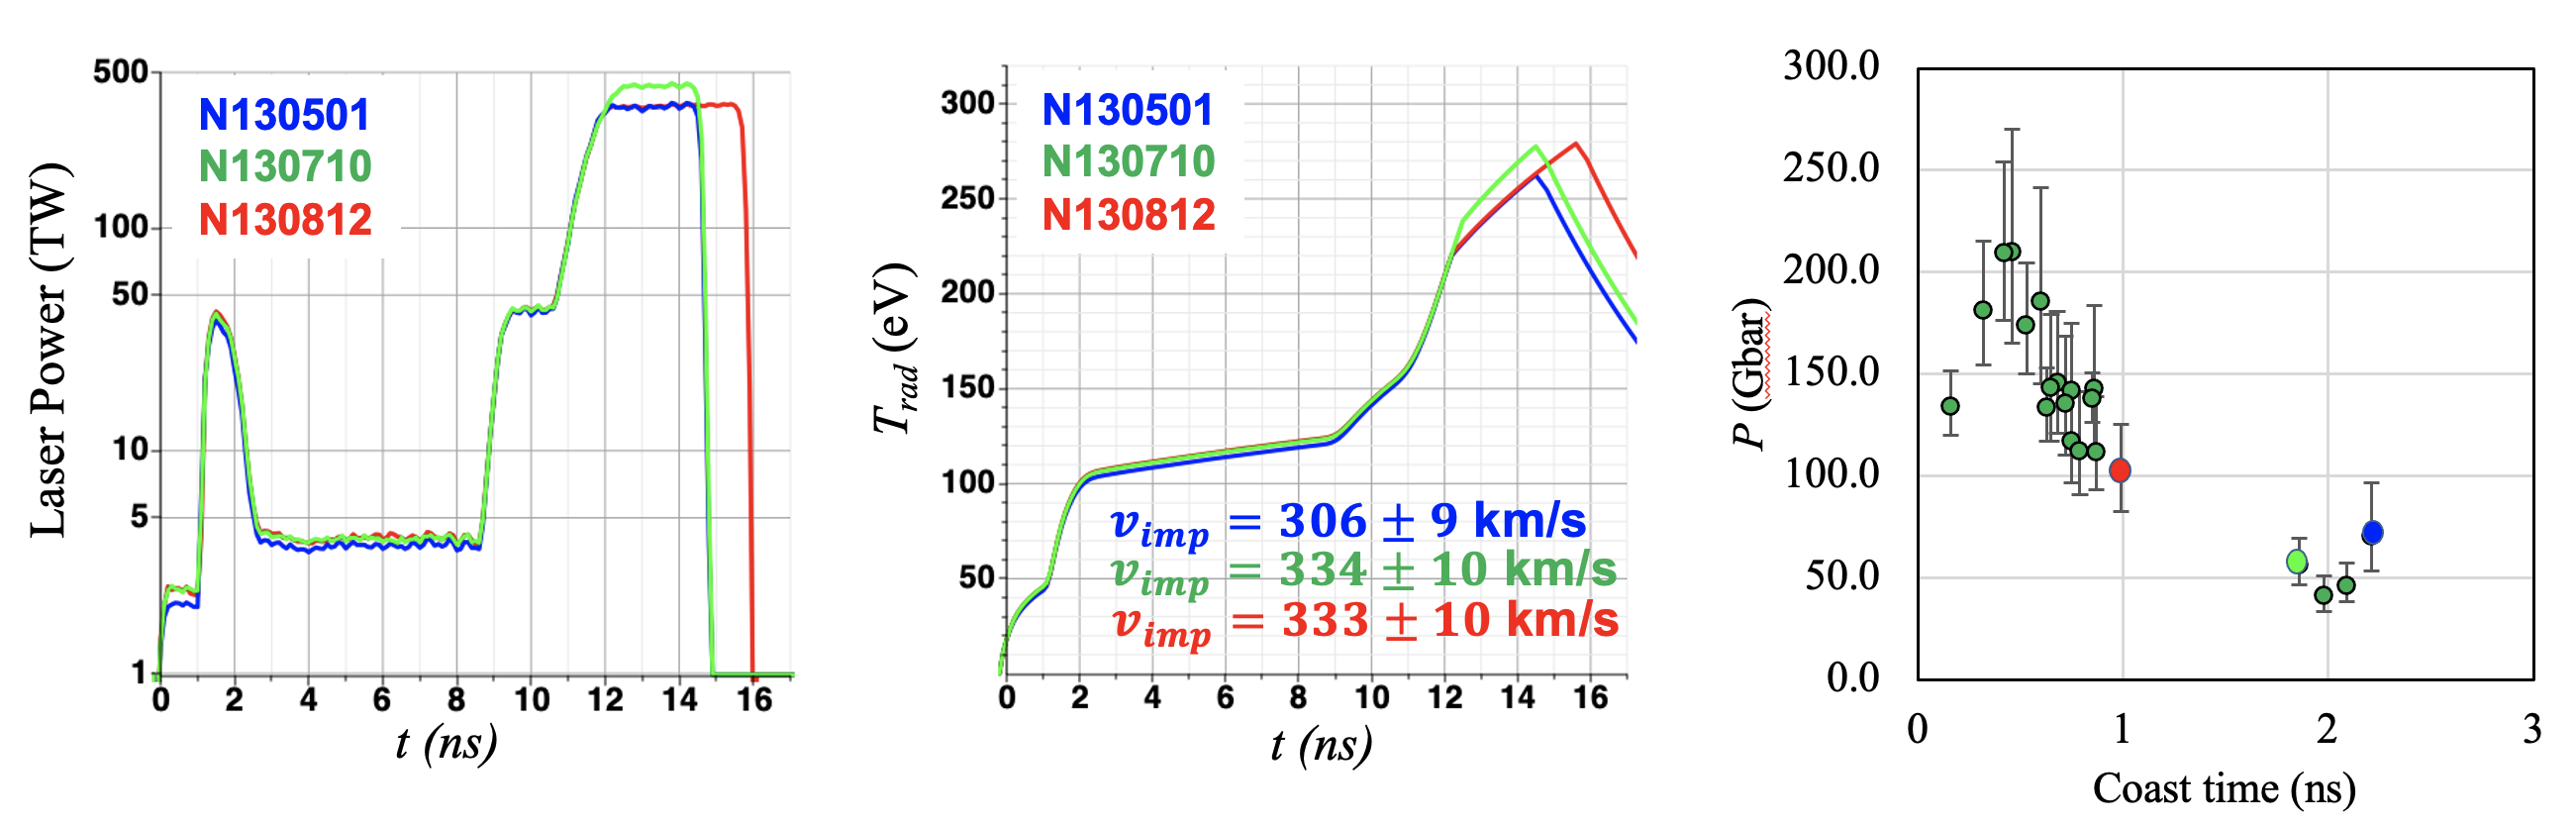 Laser Power (TW)
500
100
50
10
5
1
N130501
N130710
N130812
0 2 4 6 8 10 12 14 16
t (ns)
T_rad (eV)
300
250
200
150
100
50
N130501
N130710
N130812
v_imp = 306 ± 9 km/s
v_imp = 334 ± 10 km/s
v_imp = 333 ± 10 km/s
0 2 4 6 8 10 12 14 16
t (ns)
P (Gbar)
300.0
250.0
200.0
150.0
100.0
50.0
0.0
0 1 2 3
Coast time (ns)